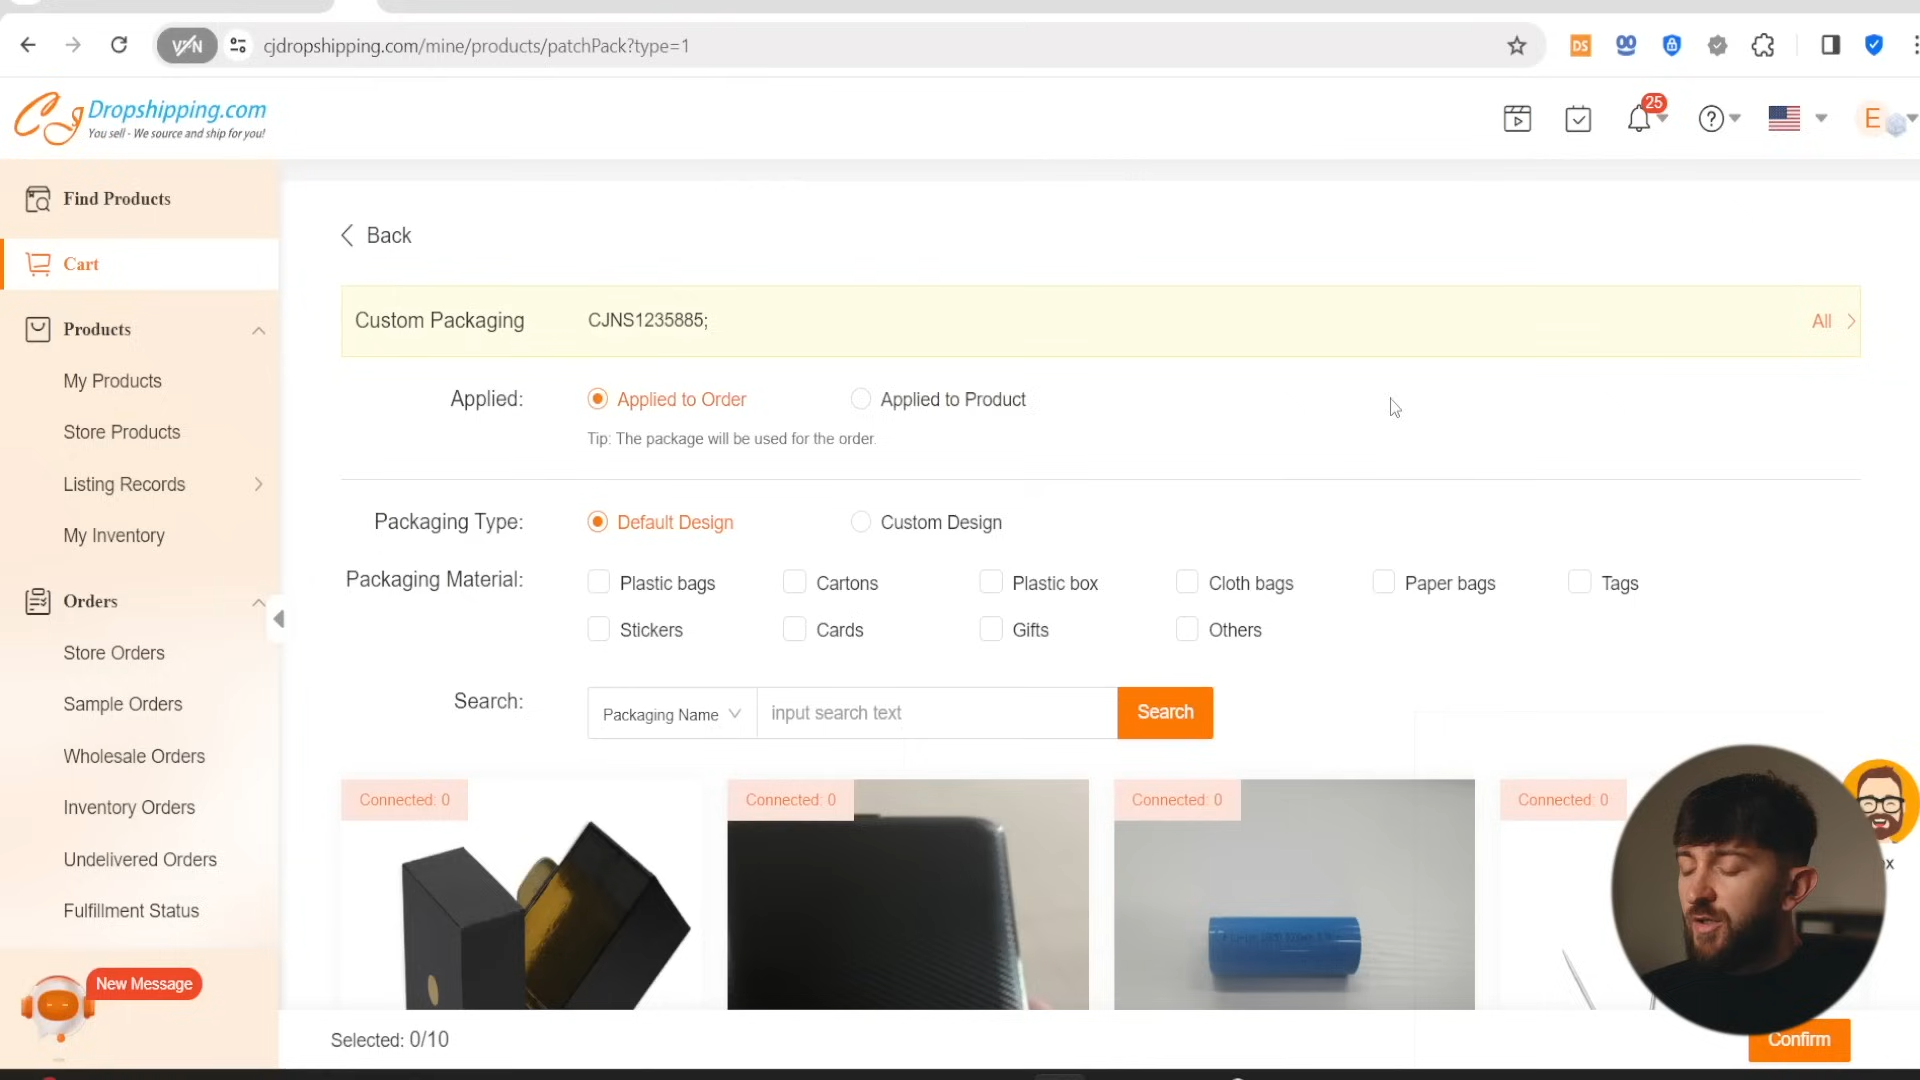 cjdropshipping.com/mine/products/patchPack?type=1
VPN
DS
CJ Dropshipping.com
You sell - We source and ship for you!
25
E
Find Products
Cart
Products
My Products
Store Products
Listing Records
My Inventory
Orders
Store Orders
Sample Orders
Wholesale Orders
Inventory Orders
Undelivered Orders
Fulfillment Status
New Message
Back
Custom Packaging CJNS1235885; All
Applied: Applied to Order Applied to Product
Tip: The package will be used for the order.
Packaging Type: Default Design Custom Design
Packaging Material: Plastic bags Cartons Plastic box Cloth bags Paper bags Tags
Stickers Cards Gifts Others
Search: Packaging Name input search text Search
Connected: 0 Connected: 0 Connected: 0 Connected: 0
Selected: 0/10 Confirm